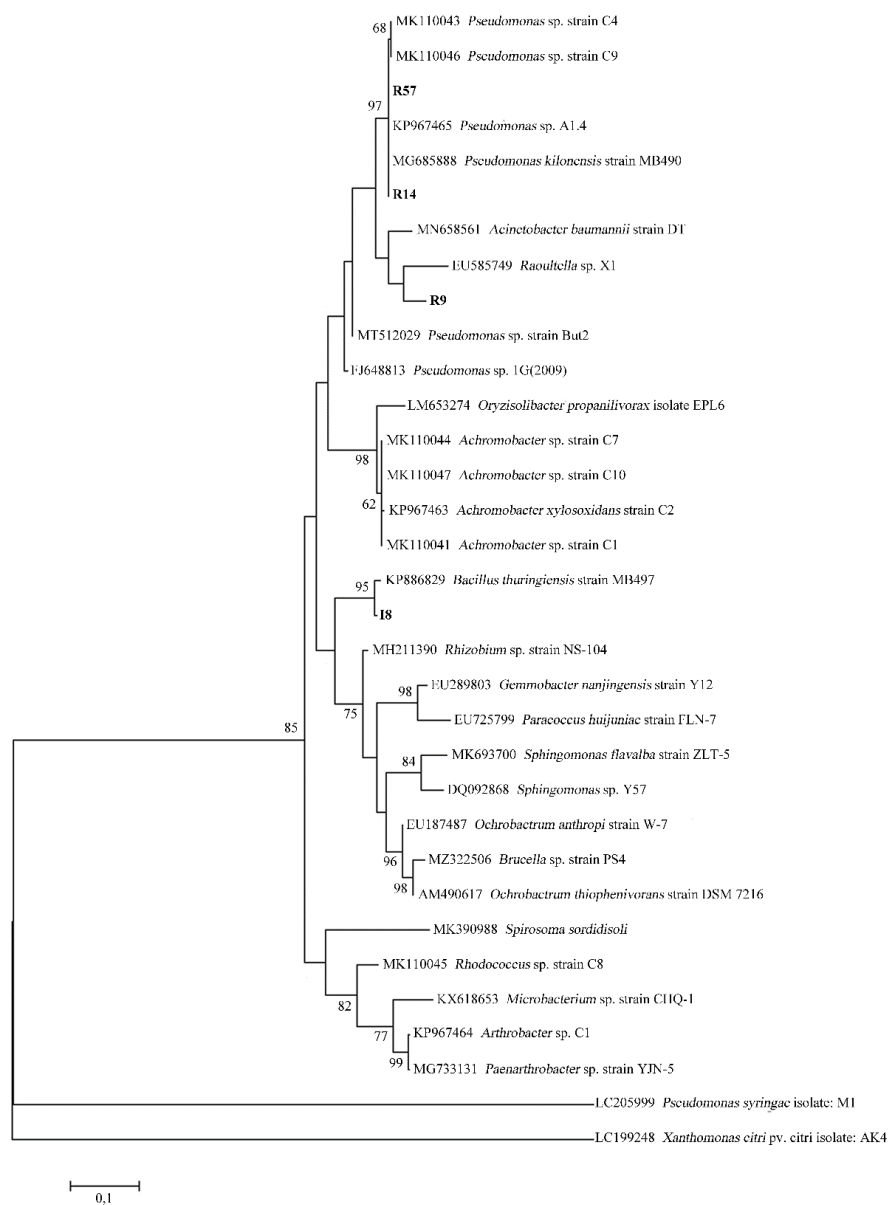 MK110043 Pseudomonas sp. strain C4
68
MK110046 Pseudomonas sp. strain C9
R57
97
KP967465 Pseudomonas sp. A1.4
MG685888 Pseudomonas kilonensis strain MB490
R14
MN658561 Acinetobacter baumannii strain DT
EU585749 Raoultella sp. X1
R9
MT512029 Pseudomonas sp. strain But2
FJ648813 Pseudomonas sp. 1G(2009)
LM653274 Oryzisolibacter propanilivorax isolate EPL6
MK110044 Achromobacter sp. strain C7
98
MK110047 Achromobacter sp. strain C10
62
KP967463 Achromobacter xylosoxidans strain C2
MK110041 Achromobacter sp. strain C1
KP886829 Bacillus thuringiensis strain MB497
95
I8
MH211390 Rhizobium sp. strain NS-104
EU289803 Gemmobacter nanjingensis strain Y12
98
75
EU725799 Paracoccus huijuniae strain FLN-7
85
MK693700 Sphingomonas flavalba strain ZLT-5
84
DQ092868 Sphingomonas sp. Y57
EU187487 Ochrobactrum anthropi strain W-7
96
MZ322506 Brucella sp. strain PS4
98
AM490617 Ochrobactrum thiophenivorans strain DSM 7216
MK390988 Spirosoma sordidisoli
MK110045 Rhodococcus sp. strain C8
82
KX618653 Microbacterium sp. strain CHQ-1
77
KP967464 Arthrobacter sp. C1
99
MG733131 Paenarthrobacter sp. strain YJN-5
LC205999 Pseudomonas syringae isolate: M1
LC199248 Xanthomonas citri pv. citri isolate: AK4
0,1